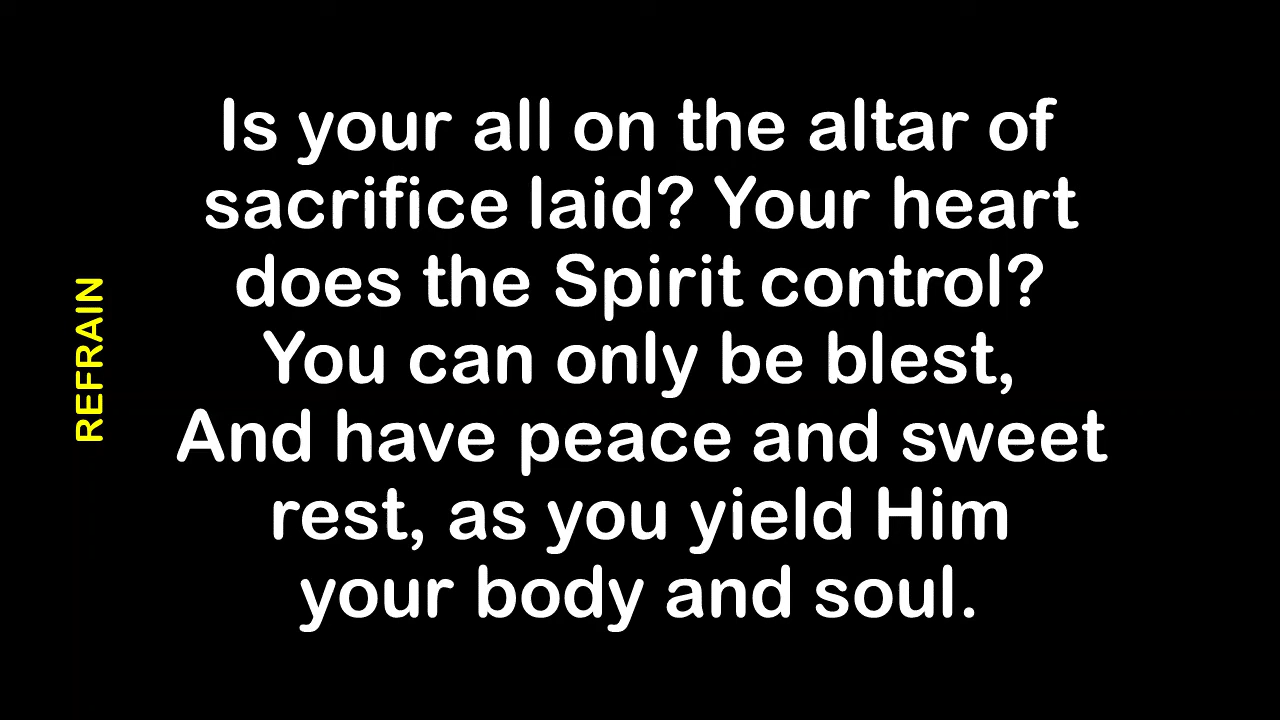 REFRAIN
Is your all on the altar of
sacrifice laid? Your heart
does the Spirit control?
You can only be blest,
And have peace and sweet
rest, as you yield Him
your body and soul.